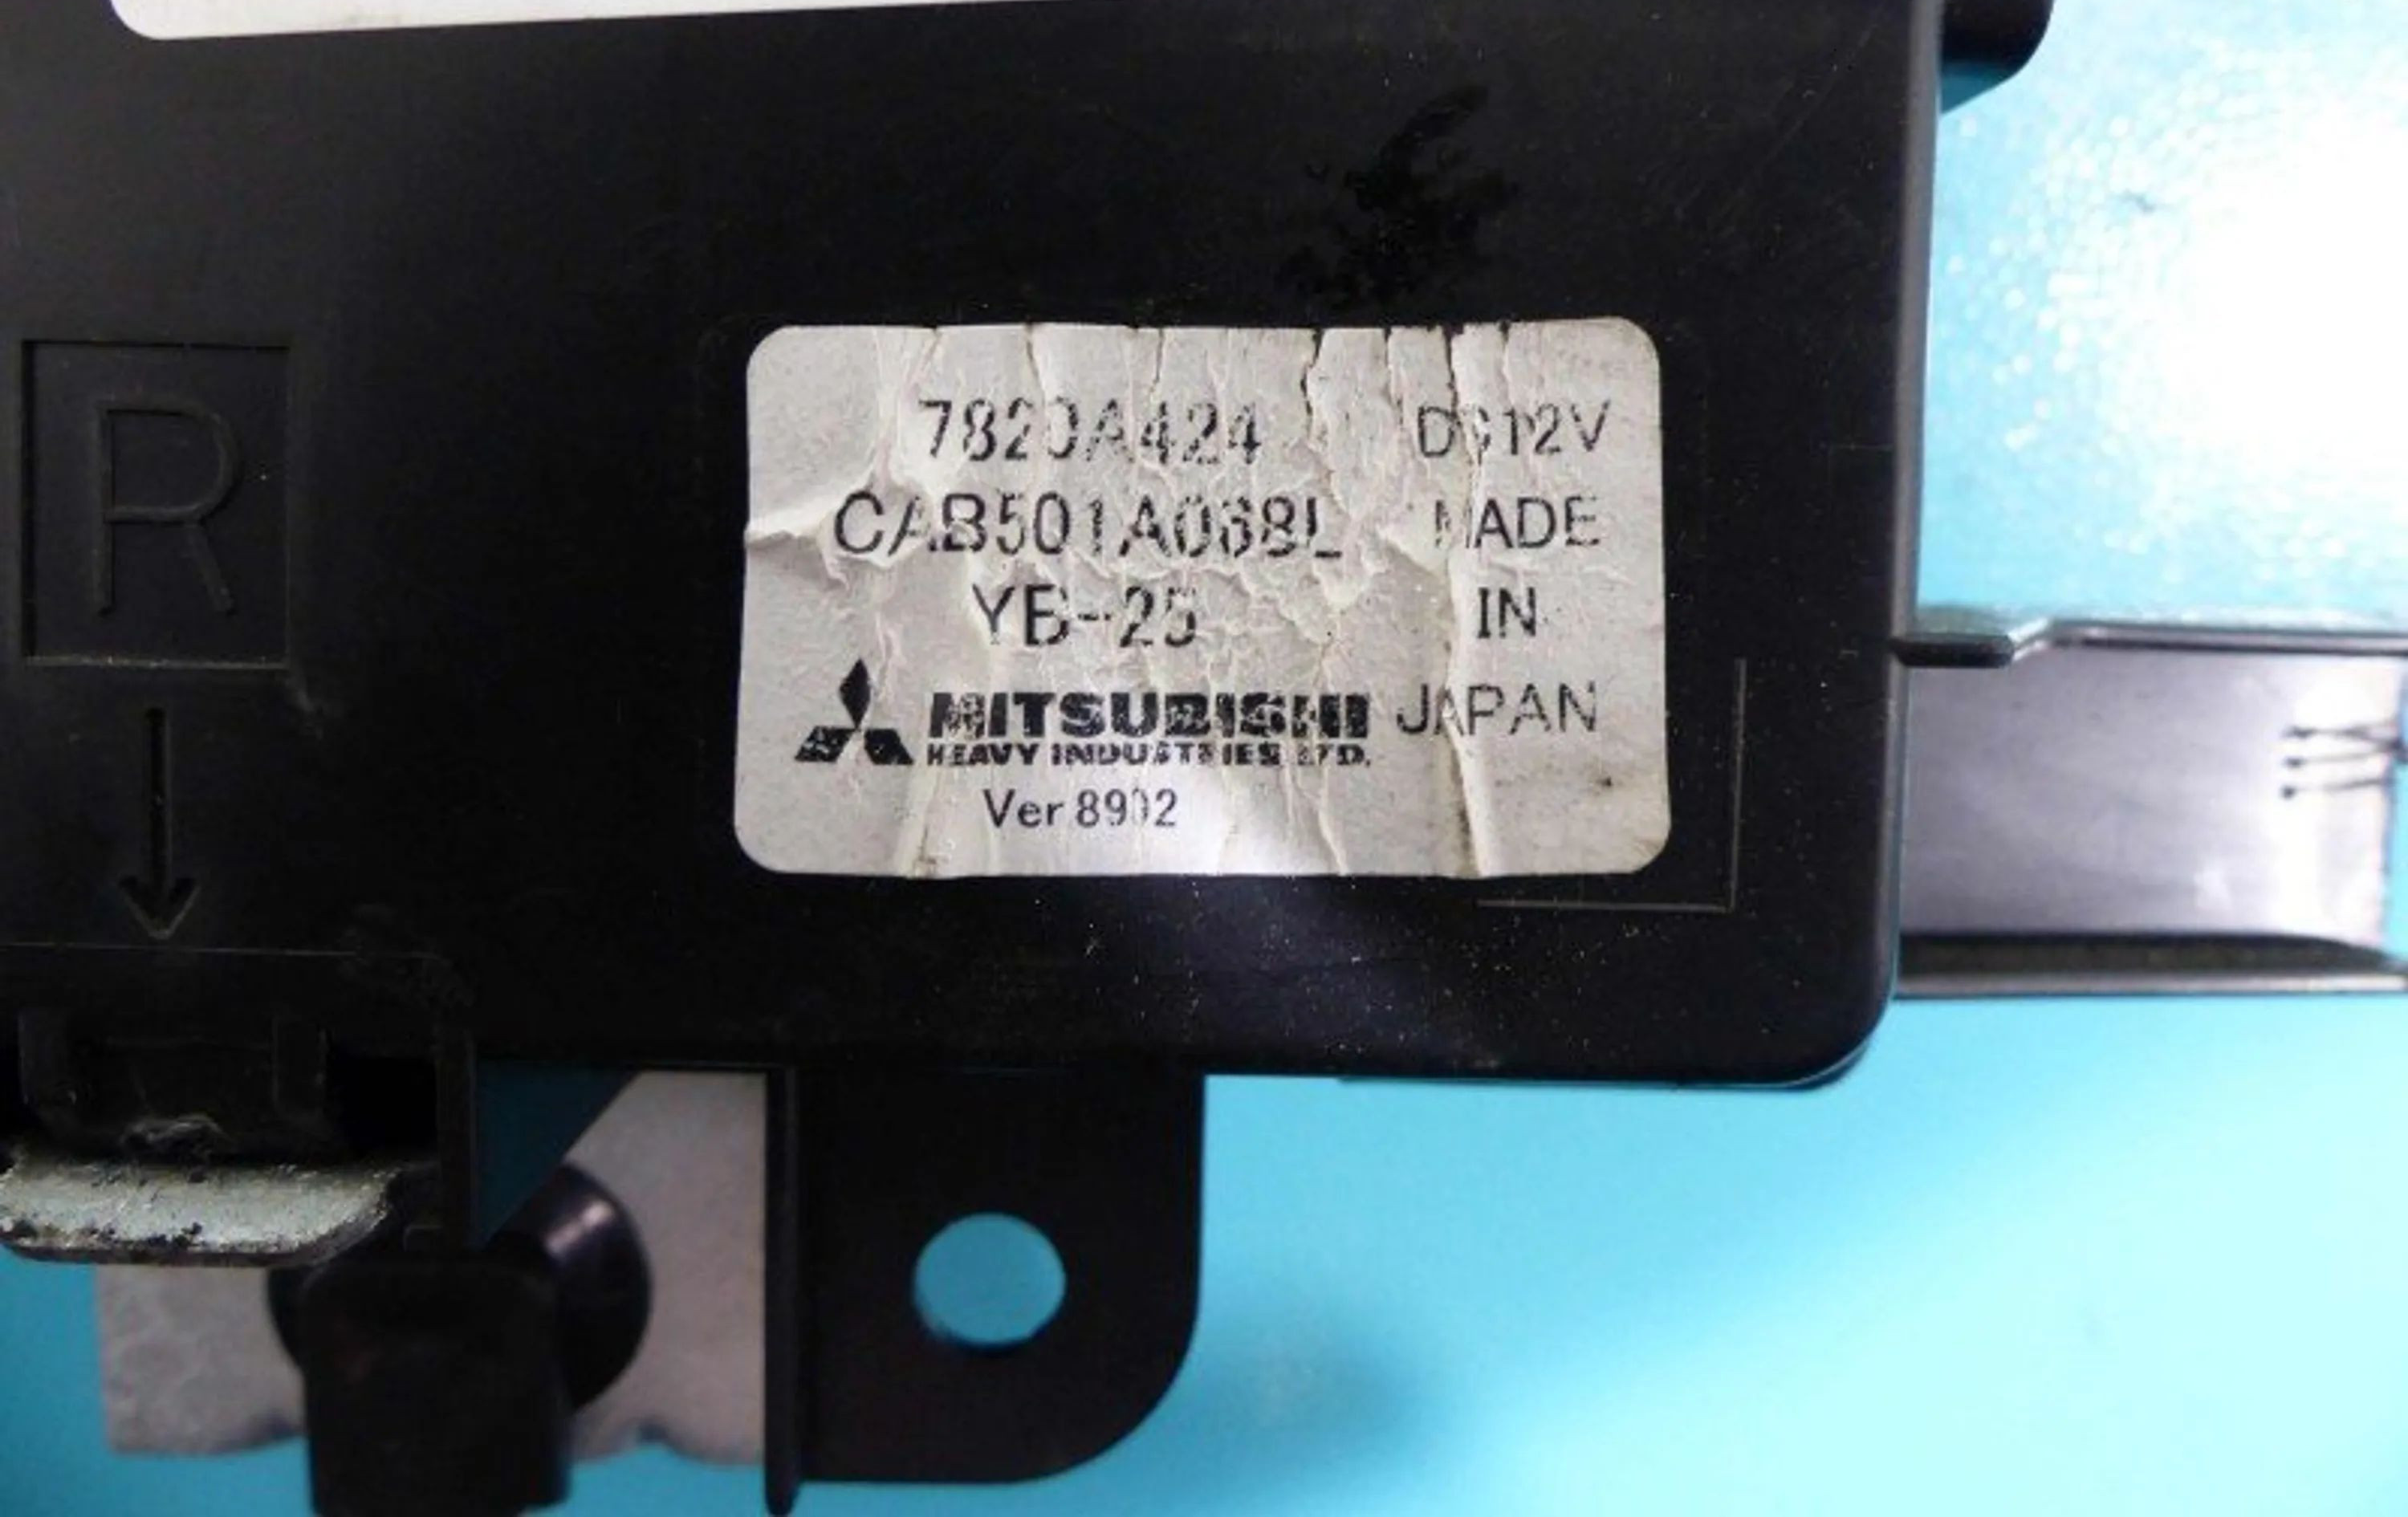 R
7820A424 DC12V
CAB501A068L MADE
YB-25 IN
MITSUBISHI JAPAN
HEAVY INDUSTRIES LTD.
Ver 8902